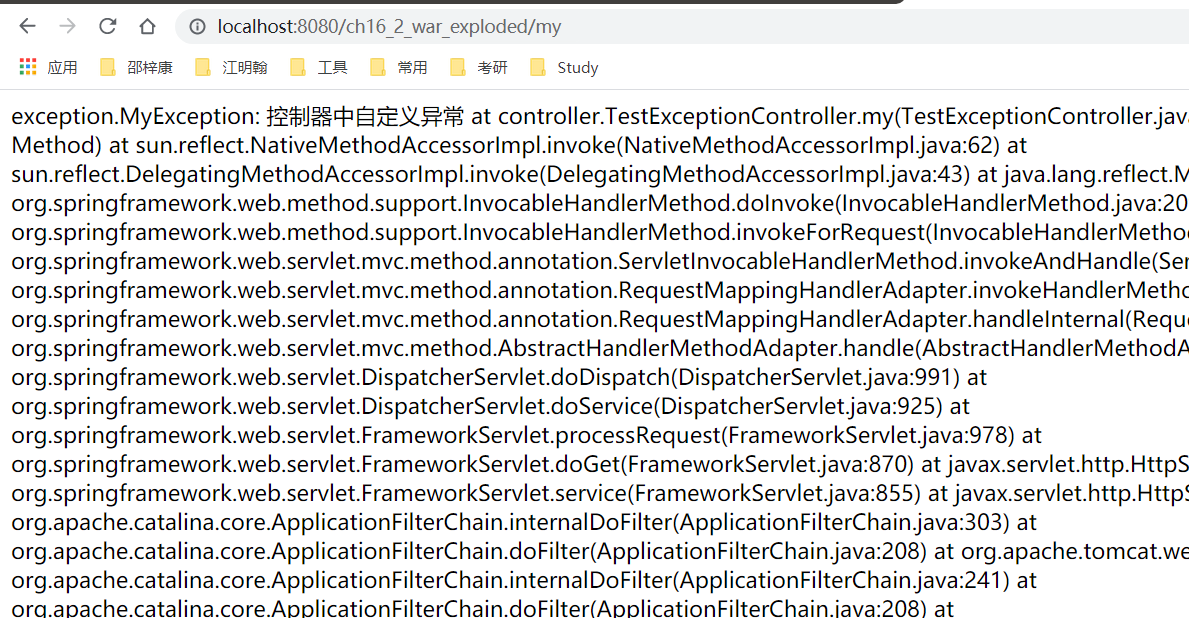 localhost:8080/ch16_2_war_exploded/my
应用 邵梓康 江明翰 工具 常用 考研 Study
exception.MyException: 控制器中自定义异常 at controller.TestExceptionController.my(TestExceptionController.jav
Method) at sun.reflect.NativeMethodAccessorImpl.invoke(NativeMethodAccessorImpl.java:62) at
sun.reflect.DelegatingMethodAccessorImpl.invoke(DelegatingMethodAccessorImpl.java:43) at java.lang.reflect.M
org.springframework.web.method.support.InvocableHandlerMethod.doInvoke(InvocableHandlerMethod.java:20
org.springframework.web.method.support.InvocableHandlerMethod.invokeForRequest(InvocableHandlerMetho
org.springframework.web.servlet.mvc.method.annotation.ServletInvocableHandlerMethod.invokeAndHandle(Ser
org.springframework.web.servlet.mvc.method.annotation.RequestMappingHandlerAdapter.invokeHandlerMetho
org.springframework.web.servlet.mvc.method.annotation.RequestMappingHandlerAdapter.handleInternal(Reque
org.springframework.web.servlet.mvc.method.AbstractHandlerMethodAdapter.handle(AbstractHandlerMethodA
org.springframework.web.servlet.DispatcherServlet.doDispatch(DispatcherServlet.java:991) at
org.springframework.web.servlet.DispatcherServlet.doService(DispatcherServlet.java:925) at
org.springframework.web.servlet.FrameworkServlet.processRequest(FrameworkServlet.java:978) at
org.springframework.web.servlet.FrameworkServlet.doGet(FrameworkServlet.java:870) at javax.servlet.http.HttpS
org.springframework.web.servlet.FrameworkServlet.service(FrameworkServlet.java:855) at javax.servlet.http.HttpS
org.apache.catalina.core.ApplicationFilterChain.internalDoFilter(ApplicationFilterChain.java:303) at
org.apache.catalina.core.ApplicationFilterChain.doFilter(ApplicationFilterChain.java:208) at org.apache.tomcat.we
org.apache.catalina.core.ApplicationFilterChain.internalDoFilter(ApplicationFilterChain.java:241) at
org.apache.catalina.core.ApplicationFilterChain.doFilter(ApplicationFilterChain.java:208) at